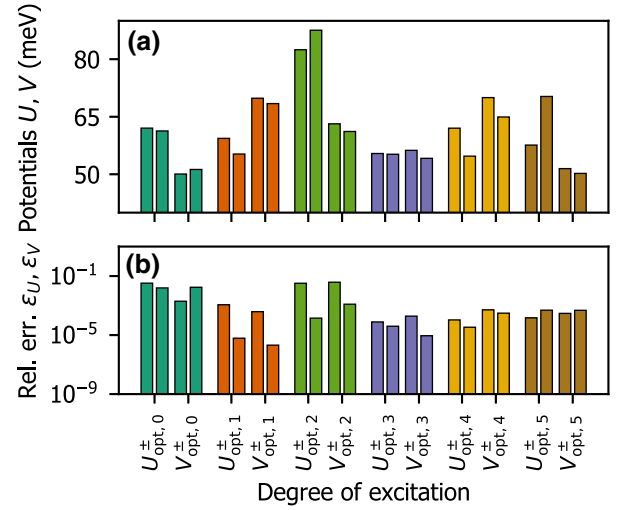 (a)
Potentials U, V (meV)
80
65
50
(b)
Rel. err. ε_U, ε_V
10⁻¹
10⁻⁵
10⁻⁹
U^±_opt, 0
V^±_opt, 0
U^±_opt, 1
V^±_opt, 1
U^±_opt, 2
V^±_opt, 2
U^±_opt, 3
V^±_opt, 3
U^±_opt, 4
V^±_opt, 4
U^±_opt, 5
V^±_opt, 5
Degree of excitation